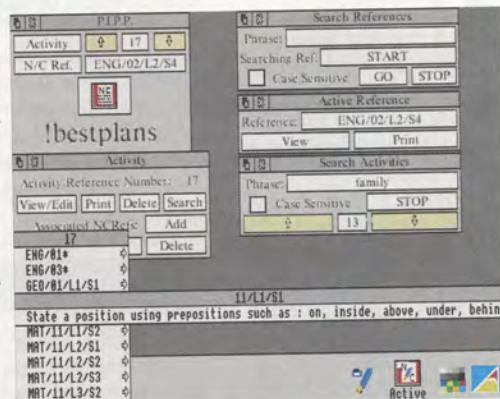 P.I.P.P.
Activity 17
N/C Ref. ENG/02/L2/S4
NC
!bestplans
Search References
Phrase:
Searching Ref: START
Case Sensitive GO STOP
Active Reference
Reference: ENG/02/L2/S4
View Print
Search Activities
Phrase: family
Case Sensitive STOP
13
Activity
Activity Reference Number: 17
View/Edit Print Delete Search
Associated NCRefs: Add
Delete
17
ENG/01*
ENG/03*
GEO/01/L1/S1
11/L1/S1
State a position using prepositions such as : on, inside, above, under, behin
MAT/11/L1/S2
MAT/11/L2/S1
MAT/11/L2/S2
MAT/11/L2/S3
MAT/11/L3/S2
Active